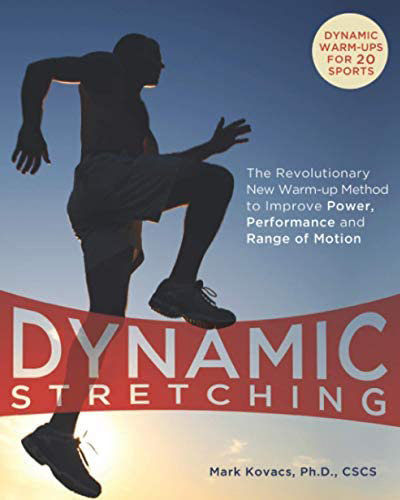 DYNAMIC
WARM-UPS
FOR 20
SPORTS
The Revolutionary
New Warm-up Method
to Improve Power,
Performance and
Range of Motion
DYNAMIC
STRETCHING
Mark Kovacs, Ph.D., CSCS